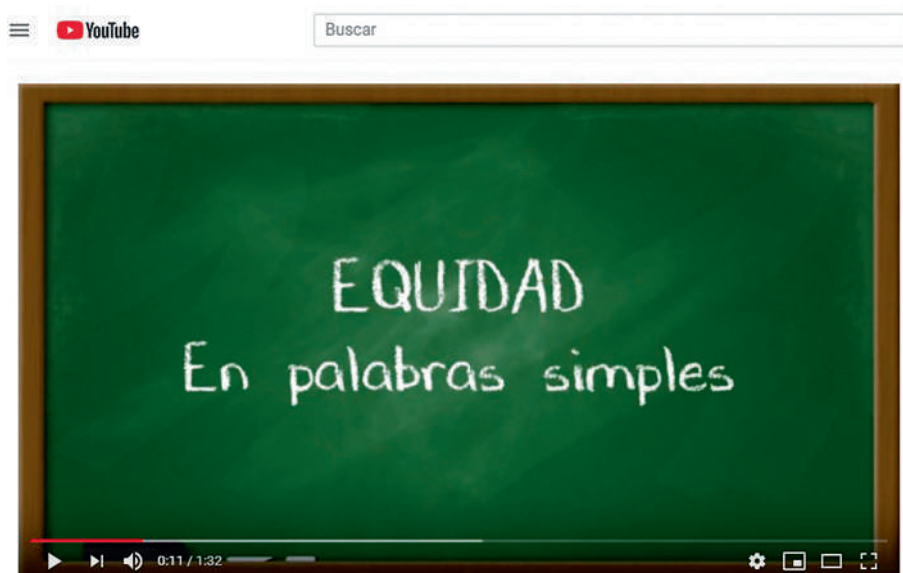 YouTube
Buscar
EQUIDAD
En palabras simples
0:11 / 1:32